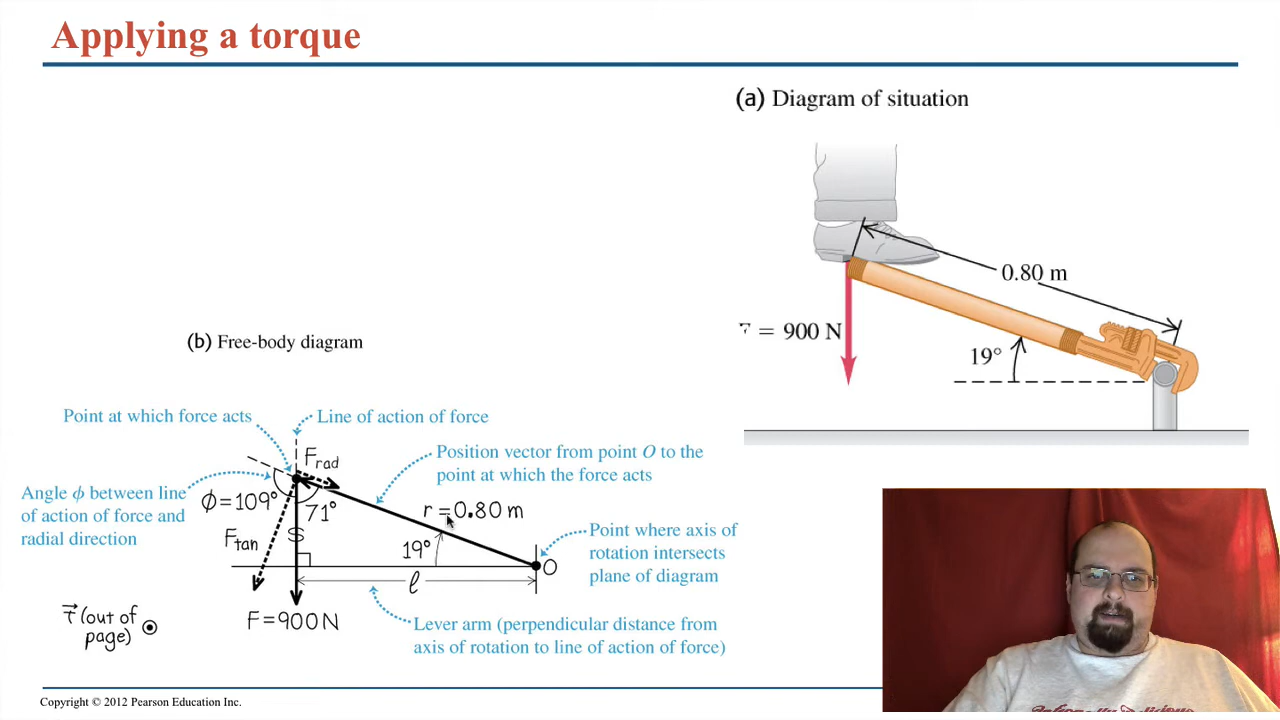 Applying a torque
(a) Diagram of situation
0.80 m
= 900 N
19°
(b) Free-body diagram
Point at which force acts
Line of action of force
Frad
Position vector from point O to the
point at which the force acts
Angle ϕ between line
of action of force and
radial direction
ϕ = 109°
71°
r = 0.80 m
Ftan
19°
Point where axis of
rotation intersects
plane of diagram
O
ℓ
τ⃗ (out of
page)
F = 900 N
Lever arm (perpendicular distance from
axis of rotation to line of action of force)
Copyright © 2012 Pearson Education Inc.